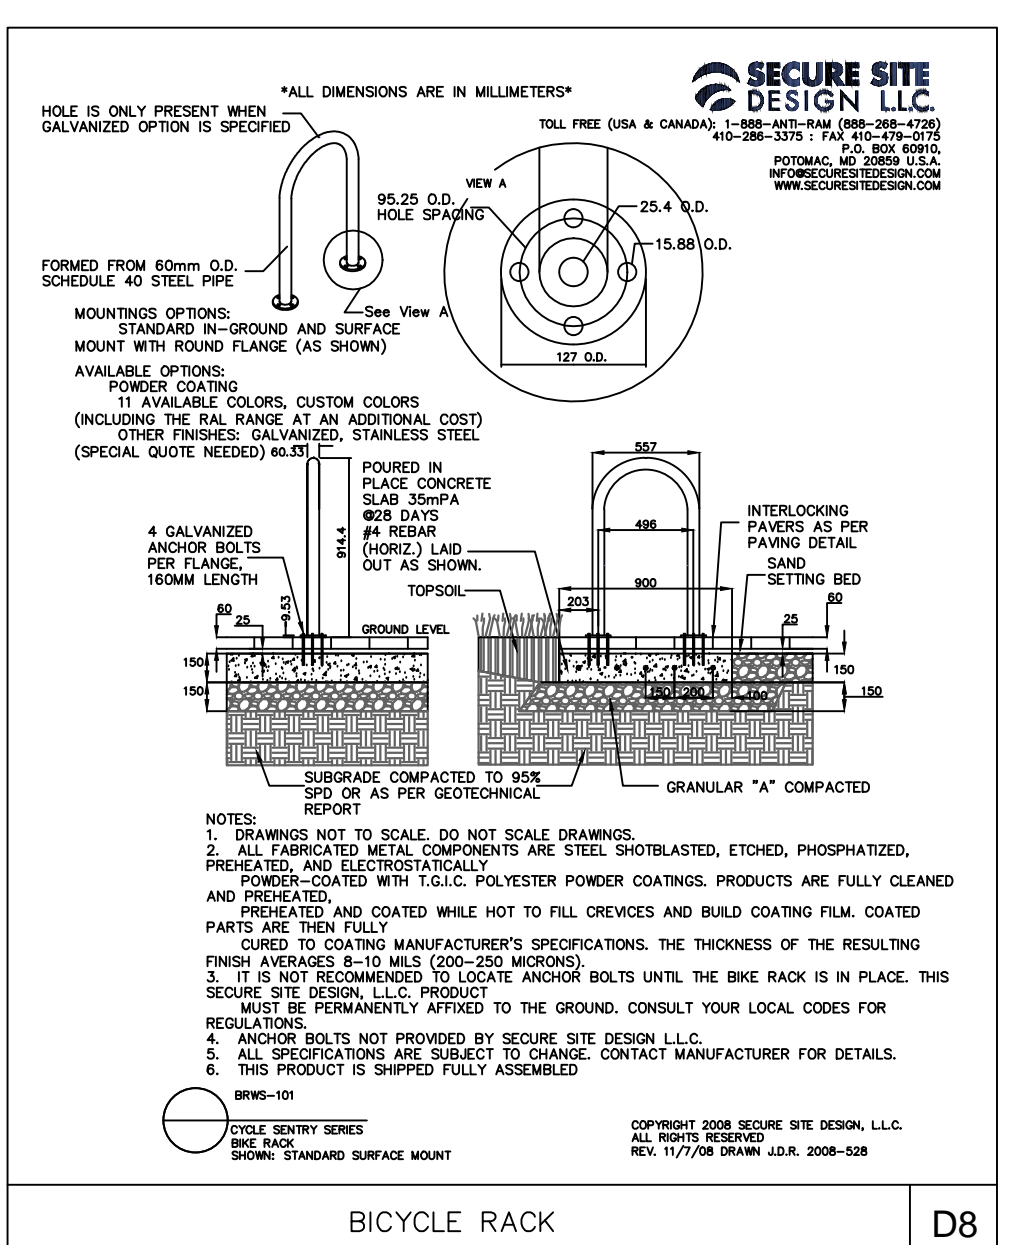 *ALL DIMENSIONS ARE IN MILLIMETERS*
SECURE SITE
DESIGN L.L.C.
TOLL FREE (USA & CANADA): 1-888-ANTI-RAM (888-268-4726)
410-286-3375 : FAX 410-479-0175
P.O. BOX 60910,
POTOMAC, MD 20859 U.S.A.
INFO@SECURESITEDESIGN.COM
WWW.SECURESITEDESIGN.COM
HOLE IS ONLY PRESENT WHEN
GALVANIZED OPTION IS SPECIFIED
FORMED FROM 60mm O.D.
SCHEDULE 40 STEEL PIPE
See View A
VIEW A
95.25 O.D.
HOLE SPACING
25.4 O.D.
15.88 O.D.
127 O.D.
MOUNTINGS OPTIONS:
STANDARD IN-GROUND AND SURFACE
MOUNT WITH ROUND FLANGE (AS SHOWN)
AVAILABLE OPTIONS:
POWDER COATING
11 AVAILABLE COLORS, CUSTOM COLORS
(INCLUDING THE RAL RANGE AT AN ADDITIONAL COST)
OTHER FINISHES: GALVANIZED, STAINLESS STEEL
(SPECIAL QUOTE NEEDED)
60.33
914.4
4 GALVANIZED
ANCHOR BOLTS
PER FLANGE,
160MM LENGTH
9.53
60
25
150
150
GROUND LEVEL
POURED IN
PLACE CONCRETE
SLAB 35mPA
@28 DAYS
#4 REBAR
(HORIZ.) LAID
OUT AS SHOWN.
TOPSOIL
557
496
900
203
INTERLOCKING
PAVERS AS PER
PAVING DETAIL
SAND
SETTING BED
60
25
150
150
150
200
100
SUBGRADE COMPACTED TO 95%
SPD OR AS PER GEOTECHNICAL
REPORT
GRANULAR "A" COMPACTED
NOTES:
1. DRAWINGS NOT TO SCALE. DO NOT SCALE DRAWINGS.
2. ALL FABRICATED METAL COMPONENTS ARE STEEL SHOTBLASTED, ETCHED, PHOSPHATIZED,
PREHEATED, AND ELECTROSTATICALLY
POWDER-COATED WITH T.G.I.C. POLYESTER POWDER COATINGS. PRODUCTS ARE FULLY CLEANED
AND PREHEATED,
PREHEATED AND COATED WHILE HOT TO FILL CREVICES AND BUILD COATING FILM. COATED
PARTS ARE THEN FULLY
CURED TO COATING MANUFACTURER'S SPECIFICATIONS. THE THICKNESS OF THE RESULTING
FINISH AVERAGES 8-10 MILS (200-250 MICRONS).
3. IT IS NOT RECOMMENDED TO LOCATE ANCHOR BOLTS UNTIL THE BIKE RACK IS IN PLACE. THIS
SECURE SITE DESIGN, L.L.C. PRODUCT
MUST BE PERMANENTLY AFFIXED TO THE GROUND. CONSULT YOUR LOCAL CODES FOR
REGULATIONS.
4. ANCHOR BOLTS NOT PROVIDED BY SECURE SITE DESIGN L.L.C.
5. ALL SPECIFICATIONS ARE SUBJECT TO CHANGE. CONTACT MANUFACTURER FOR DETAILS.
6. THIS PRODUCT IS SHIPPED FULLY ASSEMBLED
BRWS-101
CYCLE SENTRY SERIES
BIKE RACK
SHOWN: STANDARD SURFACE MOUNT
COPYRIGHT 2008 SECURE SITE DESIGN, L.L.C.
ALL RIGHTS RESERVED
REV. 11/7/08 DRAWN J.D.R. 2008-528
BICYCLE RACK
D8